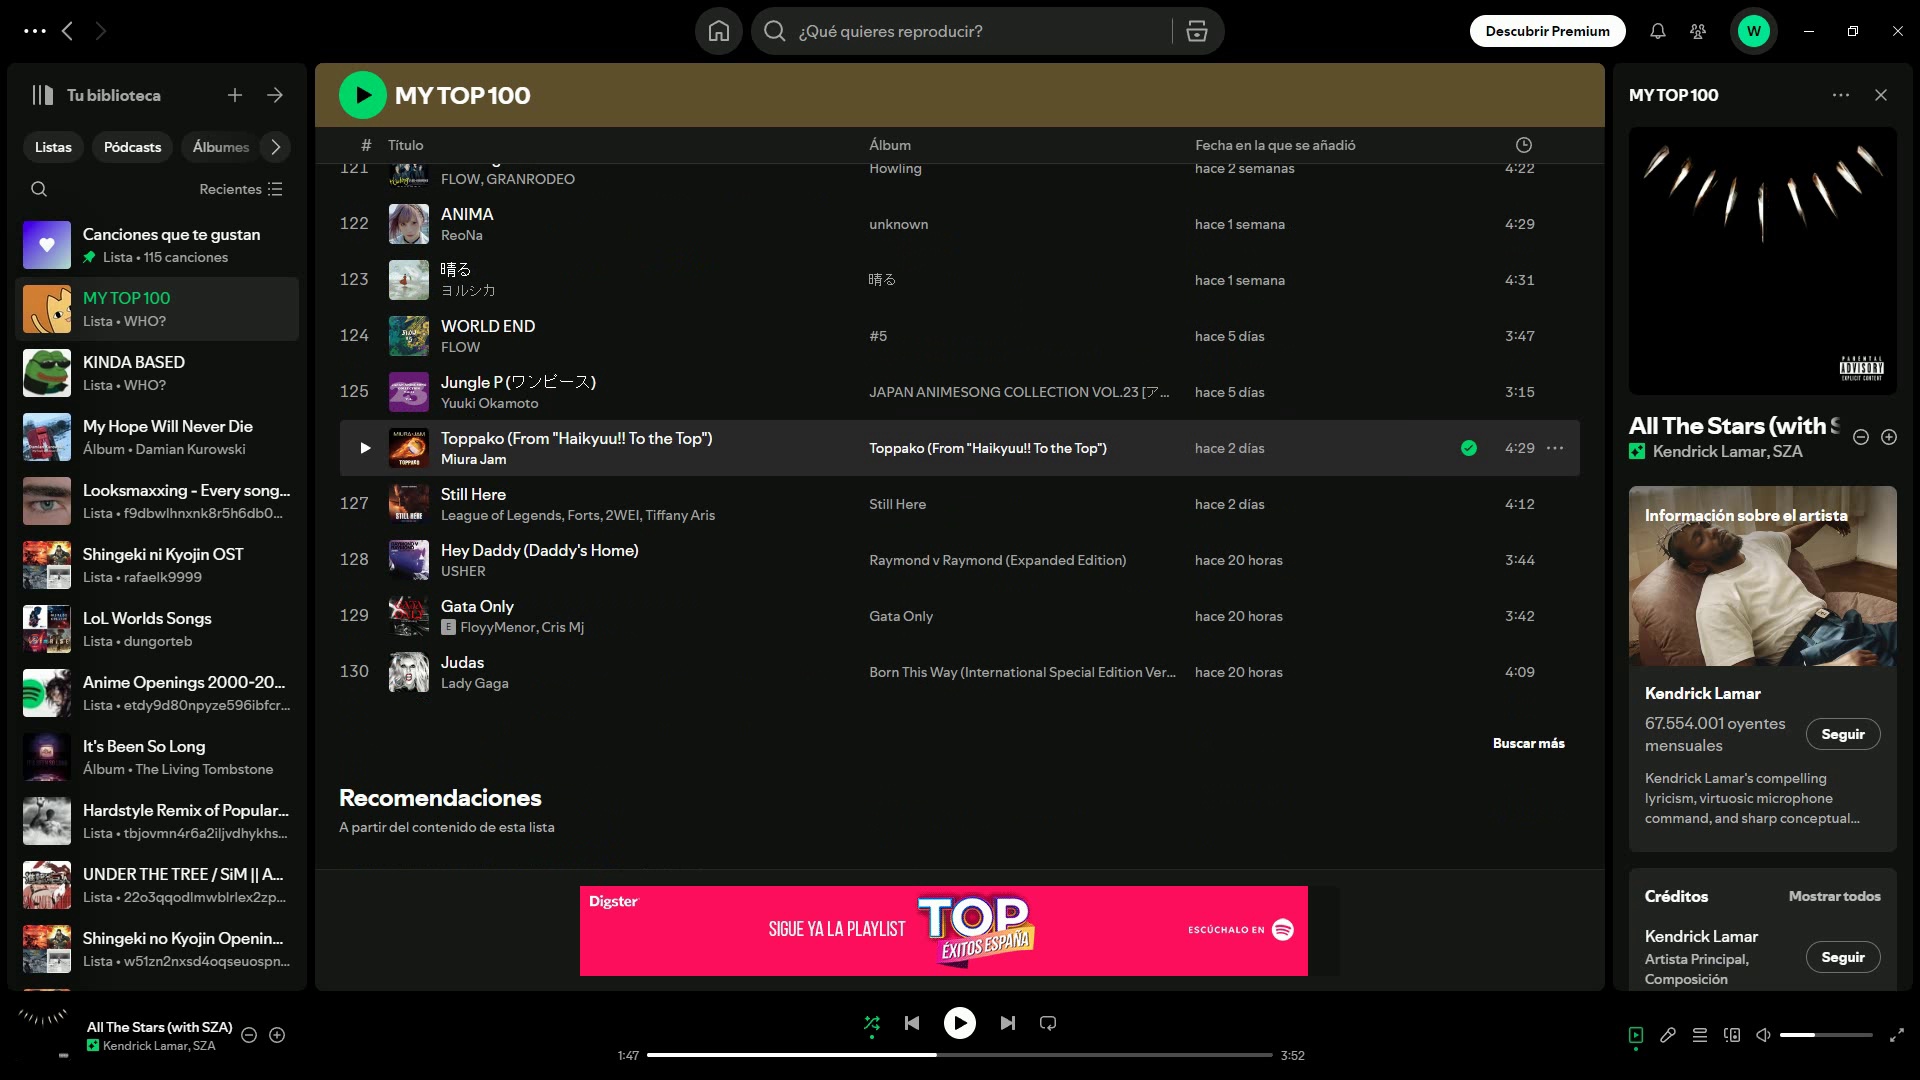 ¿Qué quieres reproducir?
Descubrir Premium
W
Tu biblioteca
Listas
Pódcasts
Álbumes
Recientes
Canciones que te gustan
Lista • 115 canciones
MY TOP 100
Lista • WHO?
KINDA BASED
Lista • WHO?
My Hope Will Never Die
Álbum • Damian Kurowski
Looksmaxxing - Every song...
Lista • f9dbwlhnxnk8r5h6db0...
Shingeki ni Kyojin OST
Lista • rafaelk9999
LoL Worlds Songs
Lista • dungorteb
Anime Openings 2000-20...
Lista • etdy9d80npyze596ibfcr...
It's Been So Long
Álbum • The Living Tombstone
Hardstyle Remix of Popular...
Lista • tbjovmn4r6a2iljvdhykhs...
UNDER THE TREE / SiM || A...
Lista • 22o3qqodlmwblrlex2zp...
Shingeki no Kyojin Openin...
Lista • w51zn2nxsd4oqseuospn...
MY TOP 100
# Título Álbum Fecha en la que se añadió
121 Howling hace 2 semanas 4:22
FLOW, GRANRODEO
122 ANIMA unknown hace 1 semana 4:29
ReoNa
123 晴る 晴る hace 1 semana 4:31
ヨルシカ
124 WORLD END #5 hace 5 días 3:47
FLOW
125 Jungle P (ワンピース) JAPAN ANIMESONG COLLECTION VOL.23 [ア... hace 5 días 3:15
Yuuki Okamoto
Toppako (From "Haikyuu!! To the Top") Toppako (From "Haikyuu!! To the Top") hace 2 días 4:29
Miura Jam
MIURA JAM
TOPPAKO
127 Still Here Still Here hace 2 días 4:12
League of Legends, Forts, 2WEI, Tiffany Aris
STILL HERE
128 Hey Daddy (Daddy's Home) Raymond v Raymond (Expanded Edition) hace 20 horas 3:44
USHER
129 Gata Only Gata Only hace 20 horas 3:42
E FloyyMenor, Cris Mj
130 Judas Born This Way (International Special Edition Ver... hace 20 horas 4:09
Lady Gaga
Buscar más
Recomendaciones
A partir del contenido de esta lista
Digster
SIGUE YA LA PLAYLIST
TOP
ÉXITOS ESPAÑA
ESCÚCHALO EN
MY TOP 100
PARENTAL
ADVISORY
EXPLICIT CONTENT
All The Stars (with S
Kendrick Lamar, SZA
Información sobre el artista
Kendrick Lamar
67.554.001 oyentes
mensuales
Seguir
Kendrick Lamar's compelling
lyricism, virtuosic microphone
command, and sharp conceptual...
Créditos
Mostrar todos
Kendrick Lamar
Artista Principal,
Composición
Seguir
All The Stars (with SZA)
Kendrick Lamar, SZA
1:47
3:52